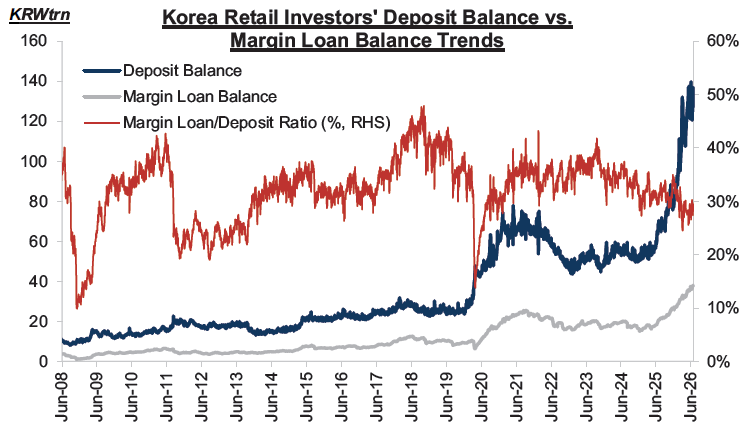 KRWtrn
Korea Retail Investors' Deposit Balance vs.
Margin Loan Balance Trends
160
140
120
100
80
60
40
20
0
60%
50%
40%
30%
20%
10%
0%
Deposit Balance
Margin Loan Balance
Margin Loan/Deposit Ratio (%, RHS)
Jun-08
Jun-09
Jun-10
Jun-11
Jun-12
Jun-13
Jun-14
Jun-15
Jun-16
Jun-17
Jun-18
Jun-19
Jun-20
Jun-21
Jun-22
Jun-23
Jun-24
Jun-25
Jun-26